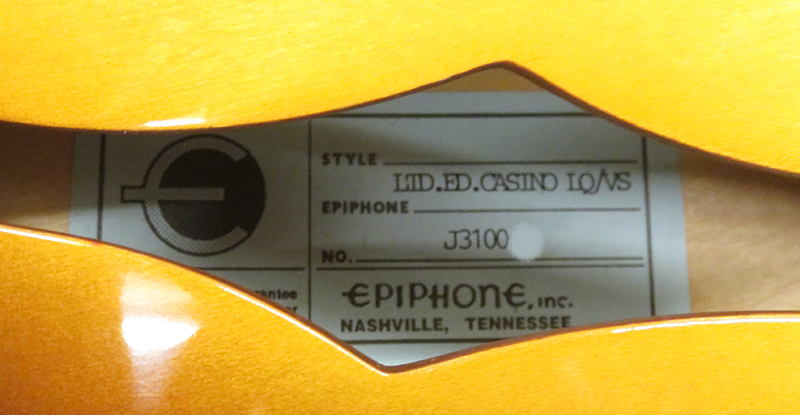 STYLE LTD.ED.CASINO LQ/VS
EPIPHONE
NO. J3100
EPIPHONE, INC.
NASHVILLE, TENNESSEE